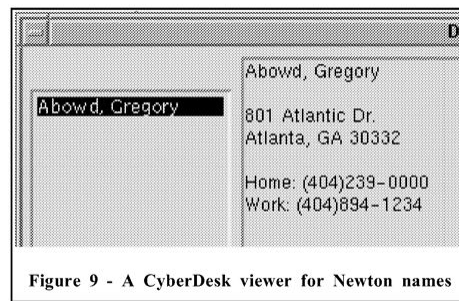 D
Abowd, Gregory
Abowd, Gregory
801 Atlantic Dr.
Atlanta, GA 30332
Home: (404)239-0000
Work: (404)894-1234
Figure 9 - A CyberDesk viewer for Newton names